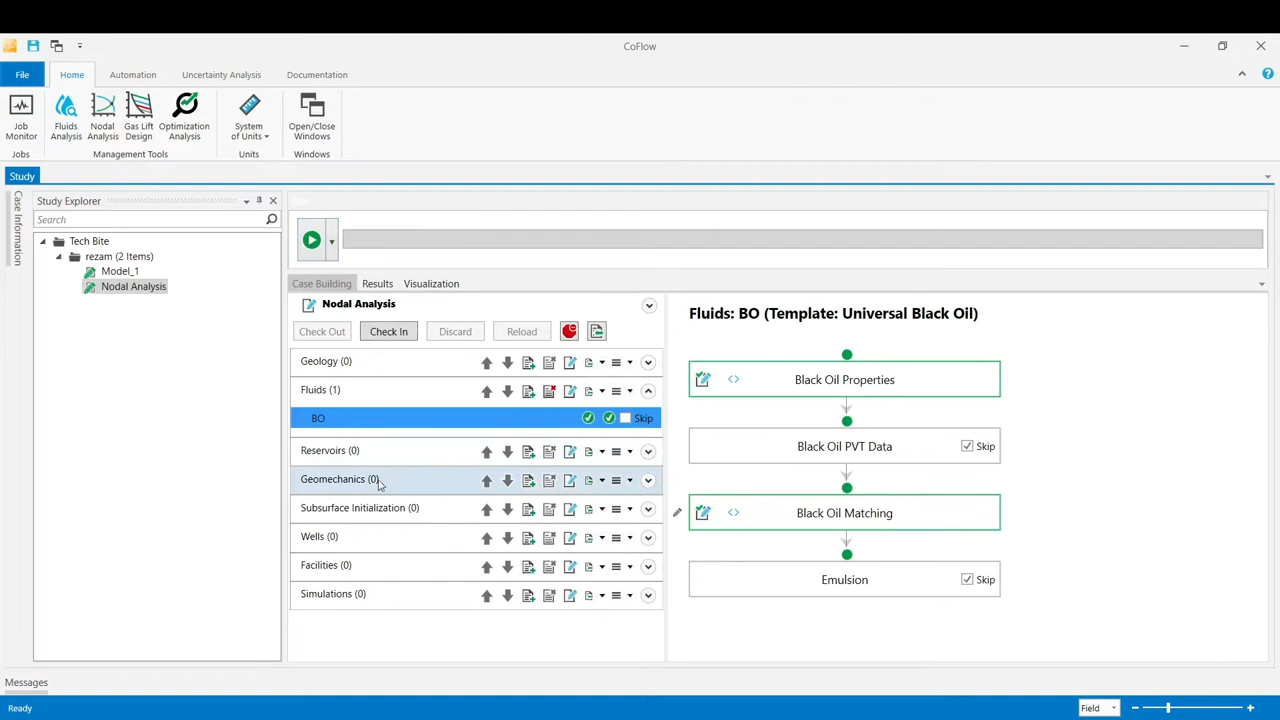 CoFlow
File
Home
Automation
Uncertainty Analysis
Documentation
Job Monitor
Fluids Analysis
Nodal Analysis
Gas Lift Design
Optimization Analysis
System of Units
Open/Close Windows
Jobs
Management Tools
Units
Windows
Study
Case Information
Study Explorer
Search
Tech Bite
rezam (2 Items)
Model_1
Nodal Analysis
Case Building
Results
Visualization
Nodal Analysis
Check Out
Check In
Discard
Reload
Geology (0)
Fluids (1)
BO
Skip
Reservoirs (0)
Geomechanics (0)
Subsurface Initialization (0)
Wells (0)
Facilities (0)
Simulations (0)
Fluids: BO (Template: Universal Black Oil)
Black Oil Properties
Black Oil PVT Data
Skip
Black Oil Matching
Emulsion
Skip
Messages
Ready
Field